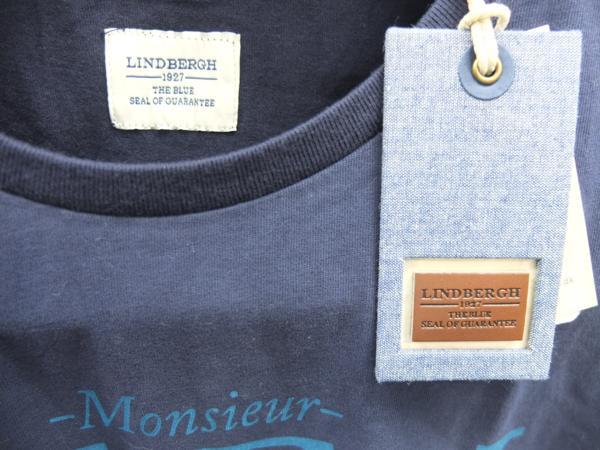 LINDBERGH
1927
THE BLUE
SEAL OF GUARANTEE
LINDBERGH
1927
THE BLUE
SEAL OF GUARANTEE
-Monsieur-